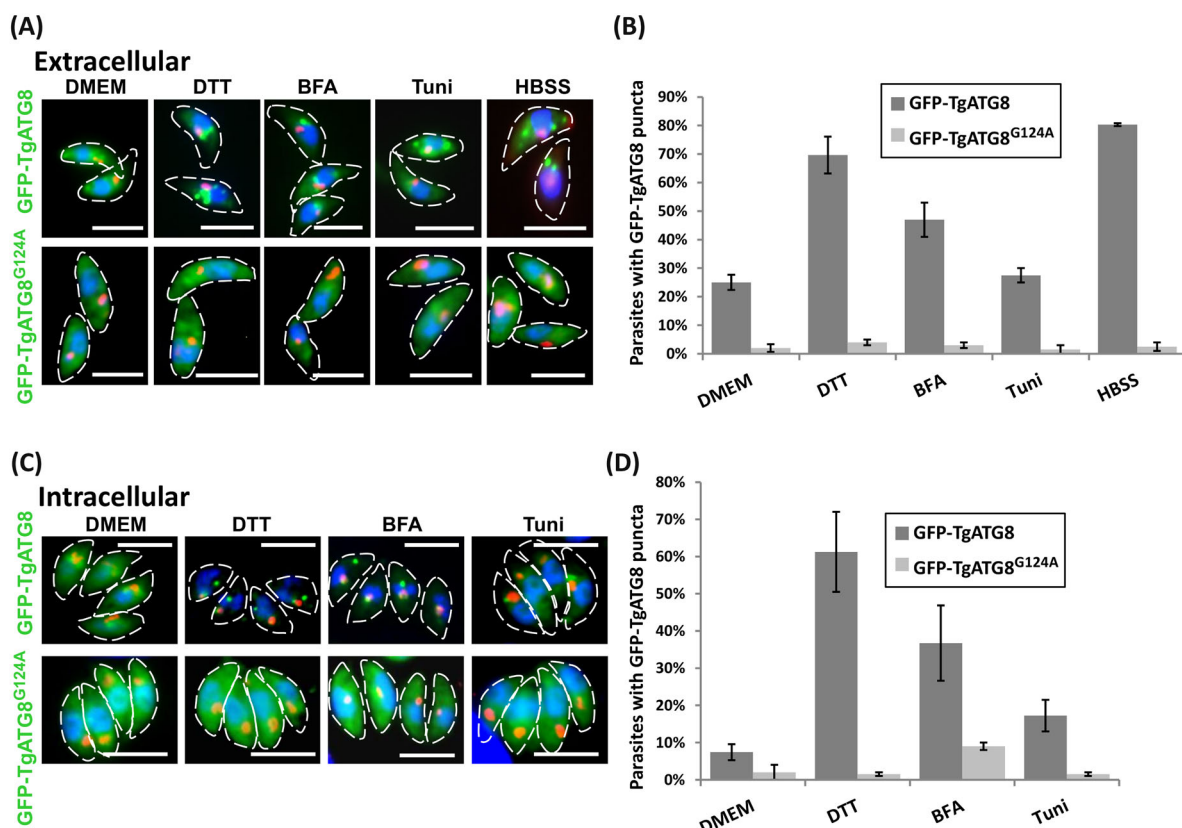 (A)
Extracellular
DMEM DTT BFA Tuni HBSS
GFP-TgATG8
GFP-TgATG8G124A
(B)
Parasites with GFP-TgATG8 puncta
90%
80%
70%
60%
50%
40%
30%
20%
10%
0%
GFP-TgATG8
GFP-TgATG8G124A
DMEM DTT BFA Tuni HBSS
(C)
Intracellular
DMEM DTT BFA Tuni
GFP-TgATG8
GFP-TgATG8G124A
(D)
Parasites with GFP-TgATG8 puncta
80%
70%
60%
50%
40%
30%
20%
10%
0%
GFP-TgATG8
GFP-TgATG8G124A
DMEM DTT BFA Tuni